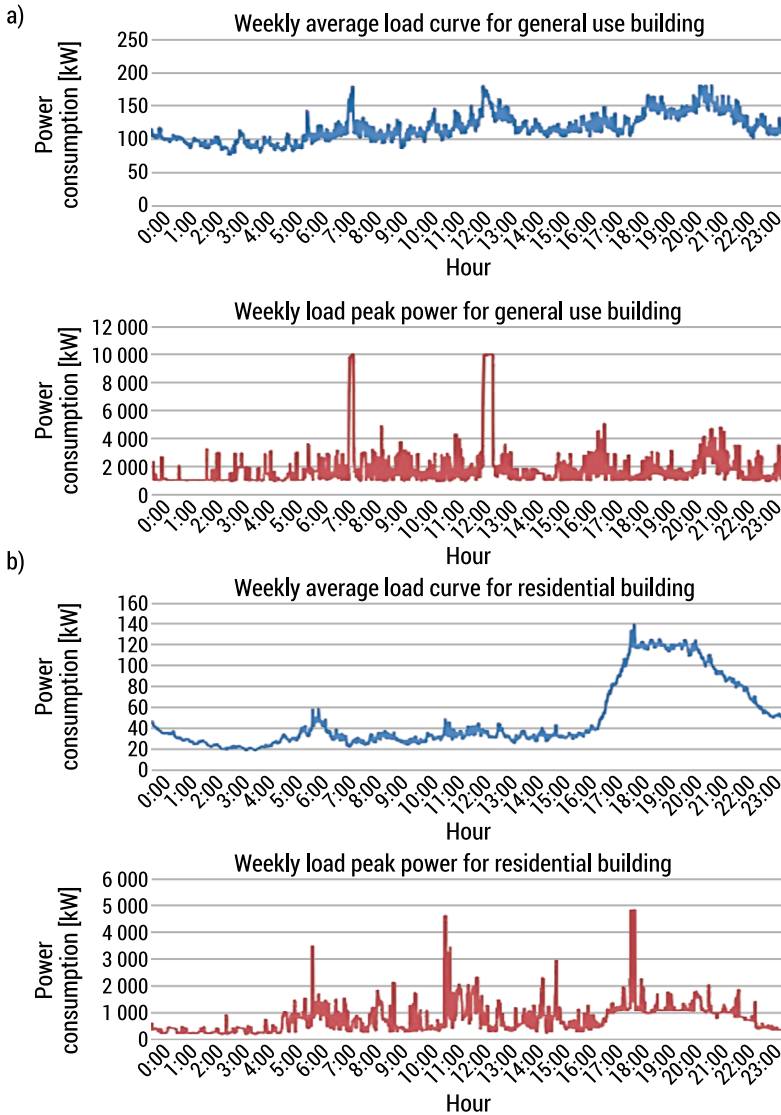 a)
Weekly average load curve for general use building
Power
consumption [kW]
250
200
150
100
50
0
0:00 1:00 2:00 3:00 4:00 5:00 6:00 7:00 8:00 9:00 10:00 11:00 12:00 13:00 14:00 15:00 16:00 17:00 18:00 19:00 20:00 21:00 22:00 23:00
Hour
Weekly load peak power for general use building
Power
consumption [kW]
12 000
10 000
8 000
6 000
4 000
2 000
0
0:00 1:00 2:00 3:00 4:00 5:00 6:00 7:00 8:00 9:00 10:00 11:00 12:00 13:00 14:00 15:00 16:00 17:00 18:00 19:00 20:00 21:00 22:00 23:00
Hour
b)
Weekly average load curve for residential building
Power
consumption [kW]
160
140
120
100
80
60
40
20
0
0:00 1:00 2:00 3:00 4:00 5:00 6:00 7:00 8:00 9:00 10:00 11:00 12:00 13:00 14:00 15:00 16:00 17:00 18:00 19:00 20:00 21:00 22:00 23:00
Hour
Weekly load peak power for residential building
Power
consumption [kW]
6 000
5 000
4 000
3 000
2 000
1 000
0
0:00 1:00 2:00 3:00 4:00 5:00 6:00 7:00 8:00 9:00 10:00 11:00 12:00 13:00 14:00 15:00 16:00 17:00 18:00 19:00 20:00 21:00 22:00 23:00
Hour